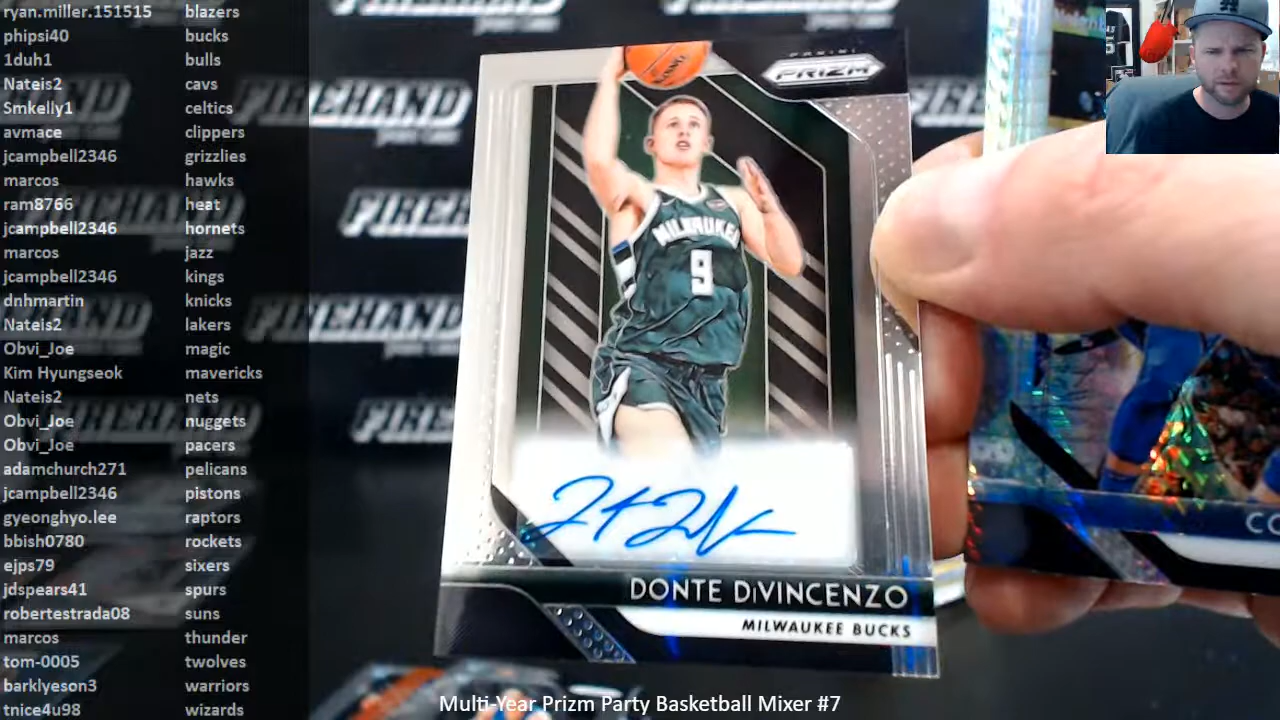 ryan.miller.151515 blazers
phipsi40 bucks
1duh1 bulls
Nateis2 cavs
Smkelly1 celtics
avmace clippers
jcampbell2346 grizzlies
marcos hawks
ram8766 heat
jcampbell2346 hornets
marcos jazz
jcampbell2346 kings
dnhmartin knicks
Nateis2 lakers
Obvi_Joe magic
Kim Hyungseok mavericks
Nateis2 nets
Obvi_Joe nuggets
Obvi_Joe pacers
adamchurch271 pelicans
jcampbell2346 pistons
gyeonghyo.lee raptors
bbish0780 rockets
ejps79 sixers
jdspears41 spurs
robertestrada08 suns
marcos thunder
tom-0005 twolves
barklyeson3 warriors
tnice4u98 wizards
FIREHAND
PANINI
PRIZM
MILWAUKEE
9
DONTE DiVINCENZO
MILWAUKEE BUCKS
CO
Multi-Year Prizm Party Basketball Mixer #7